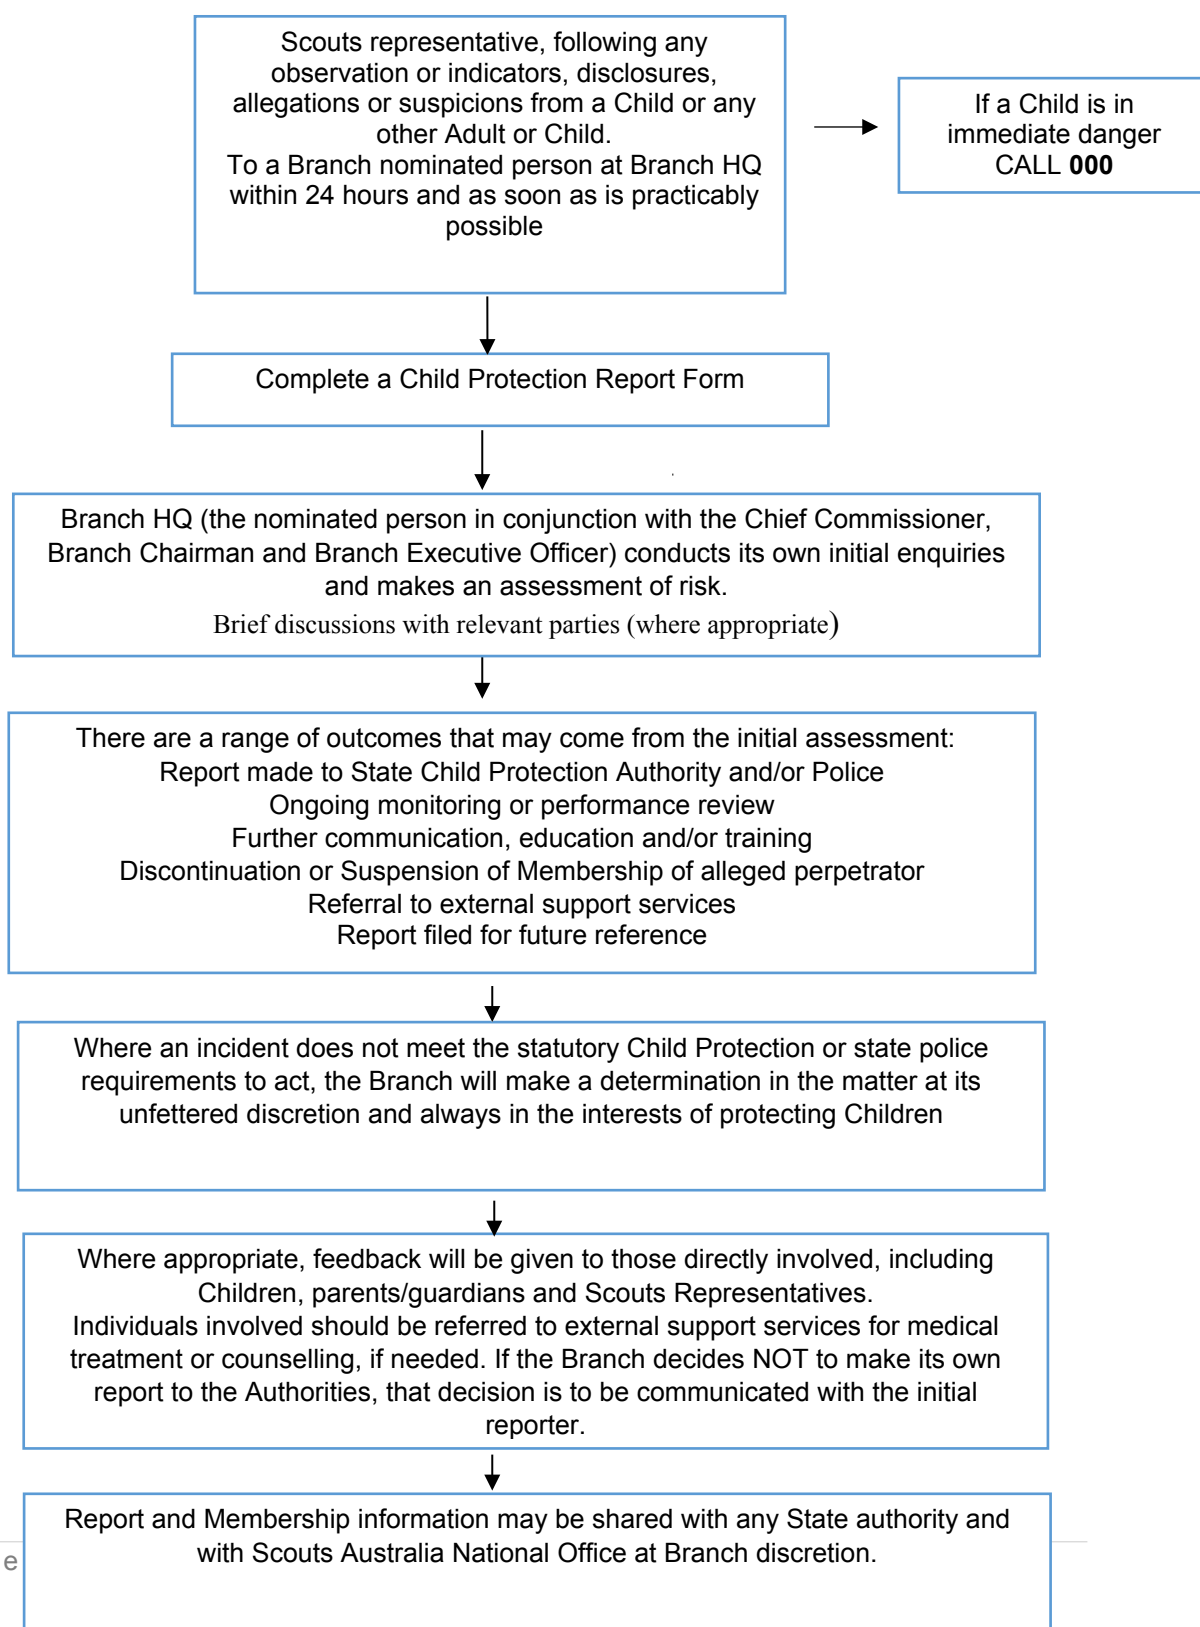 Scouts representative, following any
observation or indicators, disclosures,
allegations or suspicions from a Child or any
other Adult or Child.
To a Branch nominated person at Branch HQ
within 24 hours and as soon as is practicably
possible
If a Child is in
immediate danger
CALL 000
Complete a Child Protection Report Form
Branch HQ (the nominated person in conjunction with the Chief Commissioner,
Branch Chairman and Branch Executive Officer) conducts its own initial enquiries
and makes an assessment of risk.
Brief discussions with relevant parties (where appropriate)
There are a range of outcomes that may come from the initial assessment:
Report made to State Child Protection Authority and/or Police
Ongoing monitoring or performance review
Further communication, education and/or training
Discontinuation or Suspension of Membership of alleged perpetrator
Referral to external support services
Report filed for future reference
Where an incident does not meet the statutory Child Protection or state police
requirements to act, the Branch will make a determination in the matter at its
unfettered discretion and always in the interests of protecting Children
Where appropriate, feedback will be given to those directly involved, including
Children, parents/guardians and Scouts Representatives.
Individuals involved should be referred to external support services for medical
treatment or counselling, if needed. If the Branch decides NOT to make its own
report to the Authorities, that decision is to be communicated with the initial
reporter.
Report and Membership information may be shared with any State authority and
with Scouts Australia National Office at Branch discretion.
e